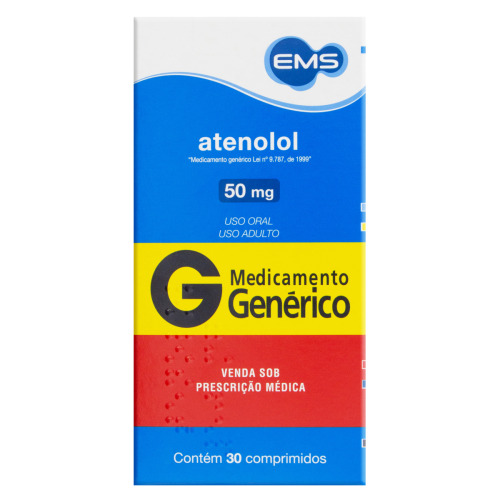 EMS
atenolol
"Medicamento genérico Lei nº 9.787, de 1999"
50 mg
USO ORAL
USO ADULTO
G Medicamento
Genérico
VENDA SOB
PRESCRIÇÃO MÉDICA
Contém 30 comprimidos